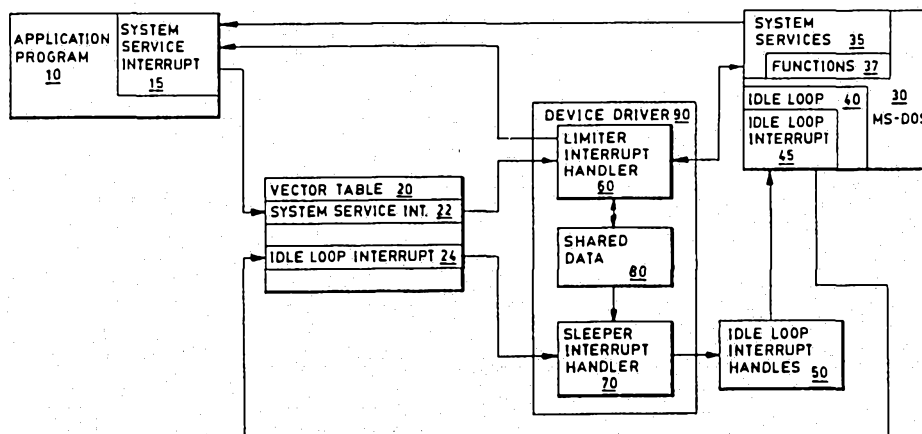 APPLICATION
PROGRAM
10
SYSTEM
SERVICE
INTERRUPT
15
VECTOR TABLE 20
SYSTEM SERVICE INT. 22
IDLE LOOP INTERRUPT 24
DEVICE DRIVER 90
LIMITER
INTERRUPT
HANDLER
60
SHARED
DATA
80
SLEEPER
INTERRUPT
HANDLER
70
SYSTEM
SERVICES 35
FUNCTIONS 37
IDLE LOOP 40
IDLE LOOP
INTERRUPT
45
30
MS-DOS
IDLE LOOP
INTERRUPT
HANDLES 50